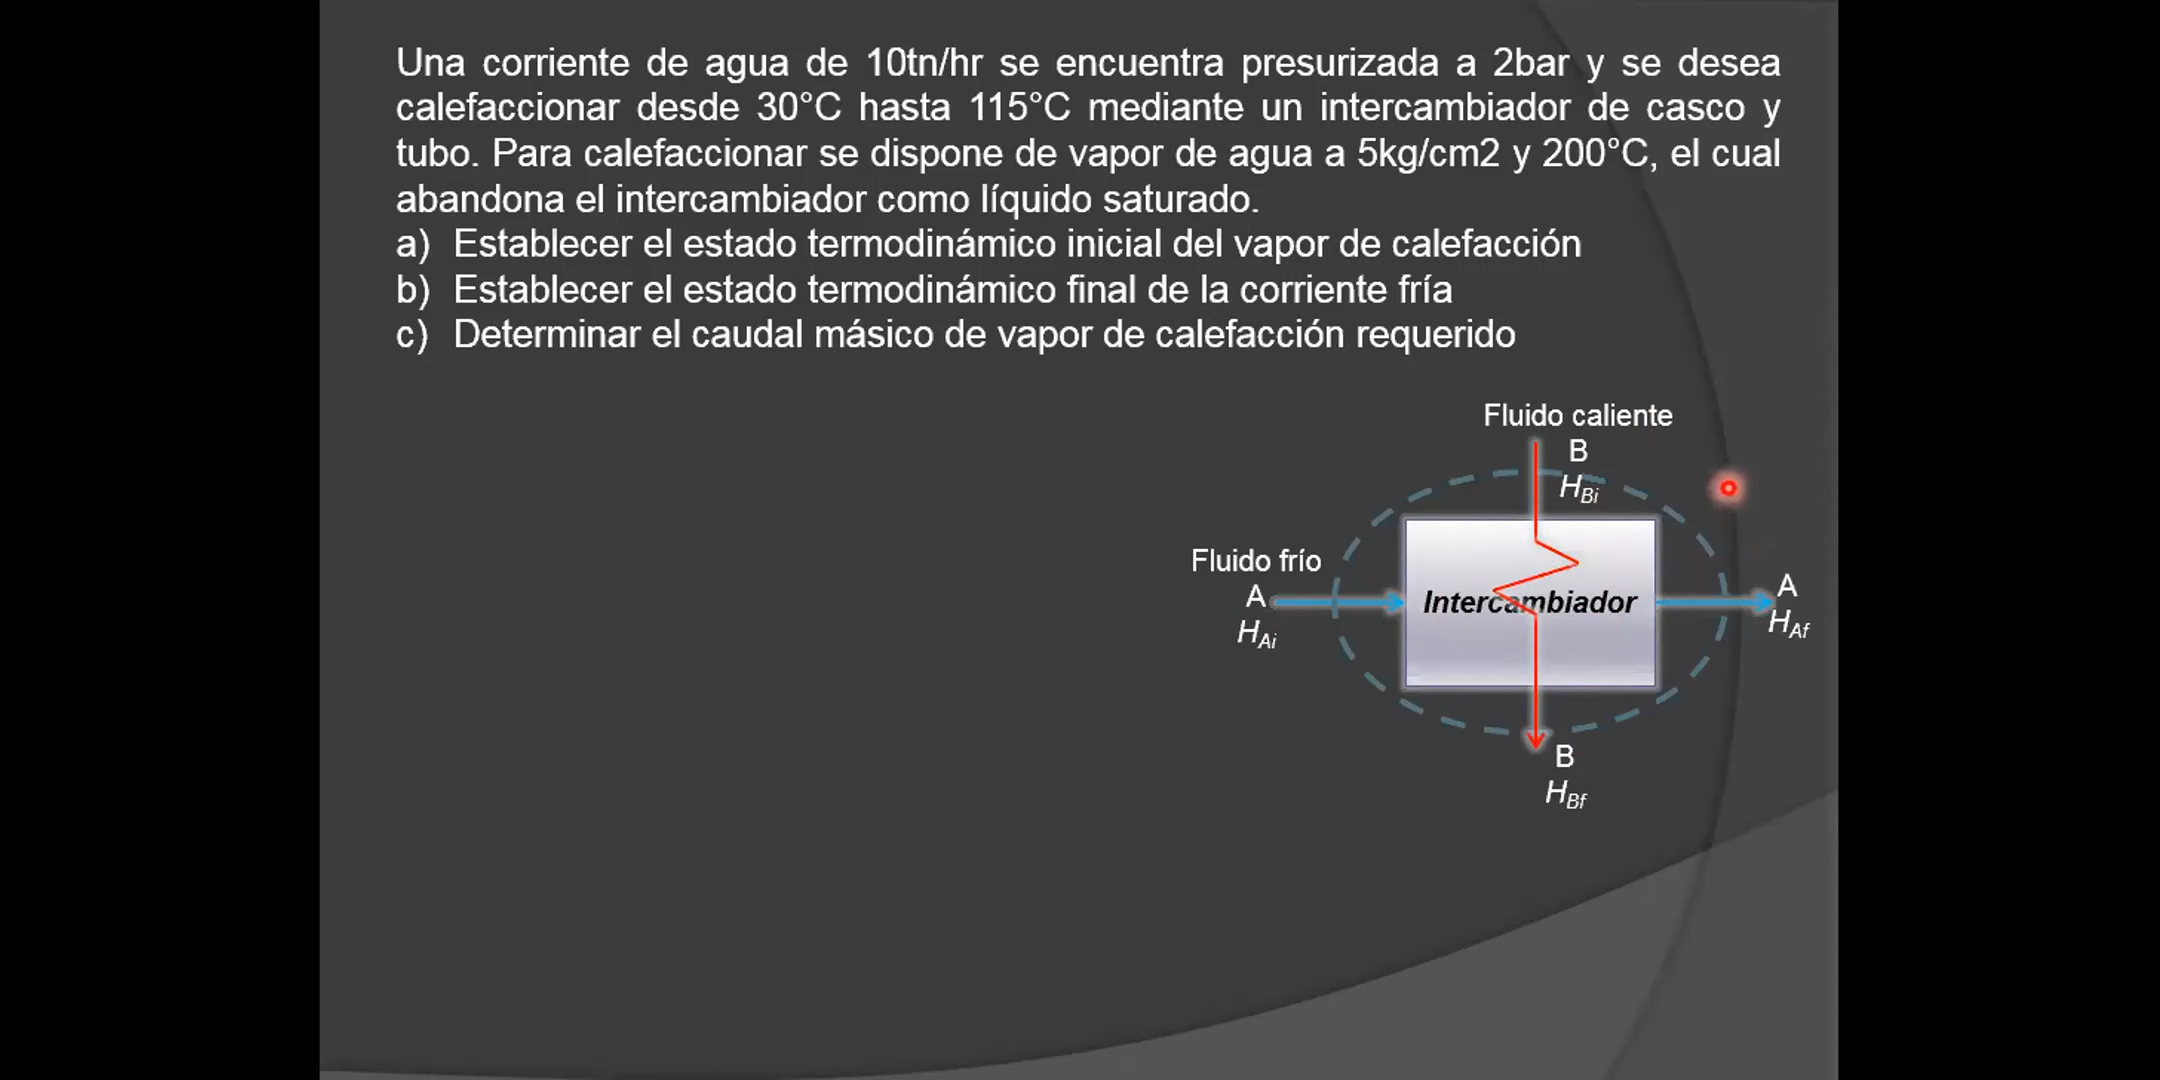 Una corriente de agua de 10tn/hr se encuentra presurizada a 2bar y se desea
calefaccionar desde 30°C hasta 115°C mediante un intercambiador de casco y
tubo. Para calefaccionar se dispone de vapor de agua a 5kg/cm2 y 200°C, el cual
abandona el intercambiador como líquido saturado.
a) Establecer el estado termodinámico inicial del vapor de calefacción
b) Establecer el estado termodinámico final de la corriente fría
c) Determinar el caudal másico de vapor de calefacción requerido
Fluido caliente
B
HBi
Fluido frío
A
HAi
Intercambiador
A
HAf
B
HBf